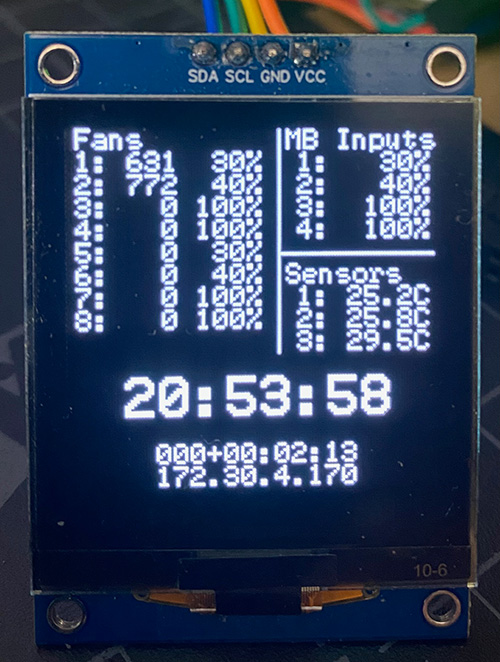 SDA SCL GND VCC
Fans
1: 631 30%
2: 772 40%
3: 0 100%
4: 0 100%
5: 0 30%
6: 0 40%
7: 0 100%
8: 0 100%
MB Inputs
1: 30%
2: 40%
3: 100%
4: 100%
Sensors
1: 25.2C
2: 25.8C
3: 29.5C
20:53:58
000+00:02:13
172.30.4.170
10-6